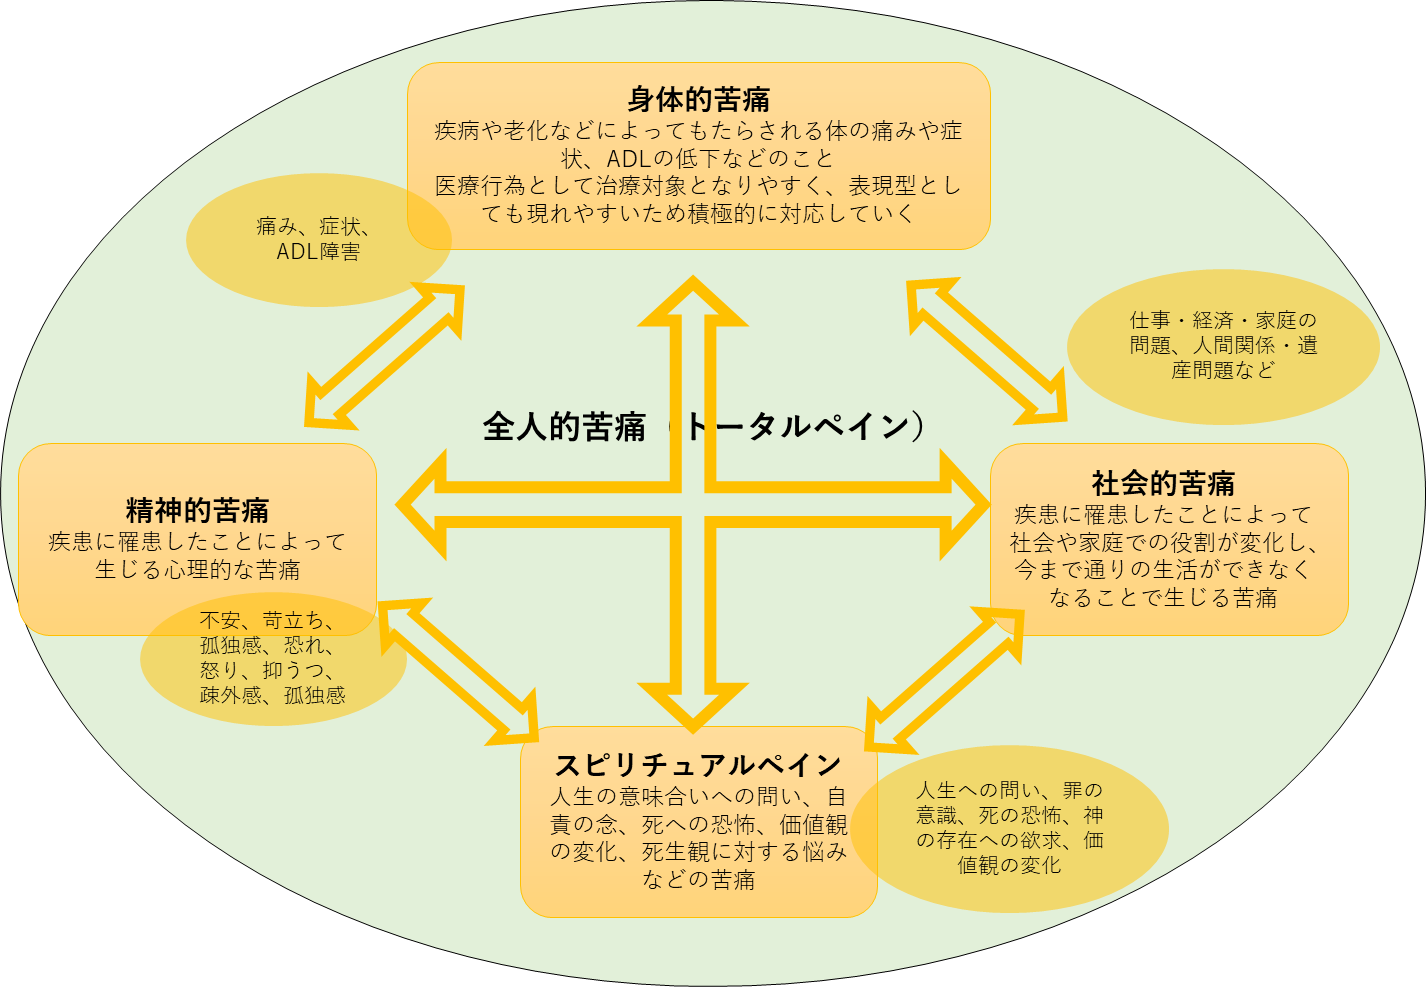 身体的苦痛
疾病や老化などによってもたらされる体の痛みや症
状、ADLの低下などのこと
医療行為として治療対象となりやすく、表現型とし
ても現れやすいため積極的に対応していく
痛み、症状、
ADL障害
仕事・経済・家庭の
問題、人間関係・遺
産問題など
全人的苦痛（トータルペイン）
精神的苦痛
疾患に罹患したことによって
生じる心理的な苦痛
不安、苛立ち、
孤独感、恐れ、
怒り、抑うつ、
疎外感、孤独感
社会的苦痛
疾患に罹患したことによって
社会や家庭での役割が変化し、
今まで通りの生活ができなく
なることで生じる苦痛
スピリチュアルペイン
人生の意味合いへの問い、自
責の念、死への恐怖、価値観
の変化、死生観に対する悩み
などの苦痛
人生への問い、罪の
意識、死の恐怖、神
の存在への欲求、価
値観の変化